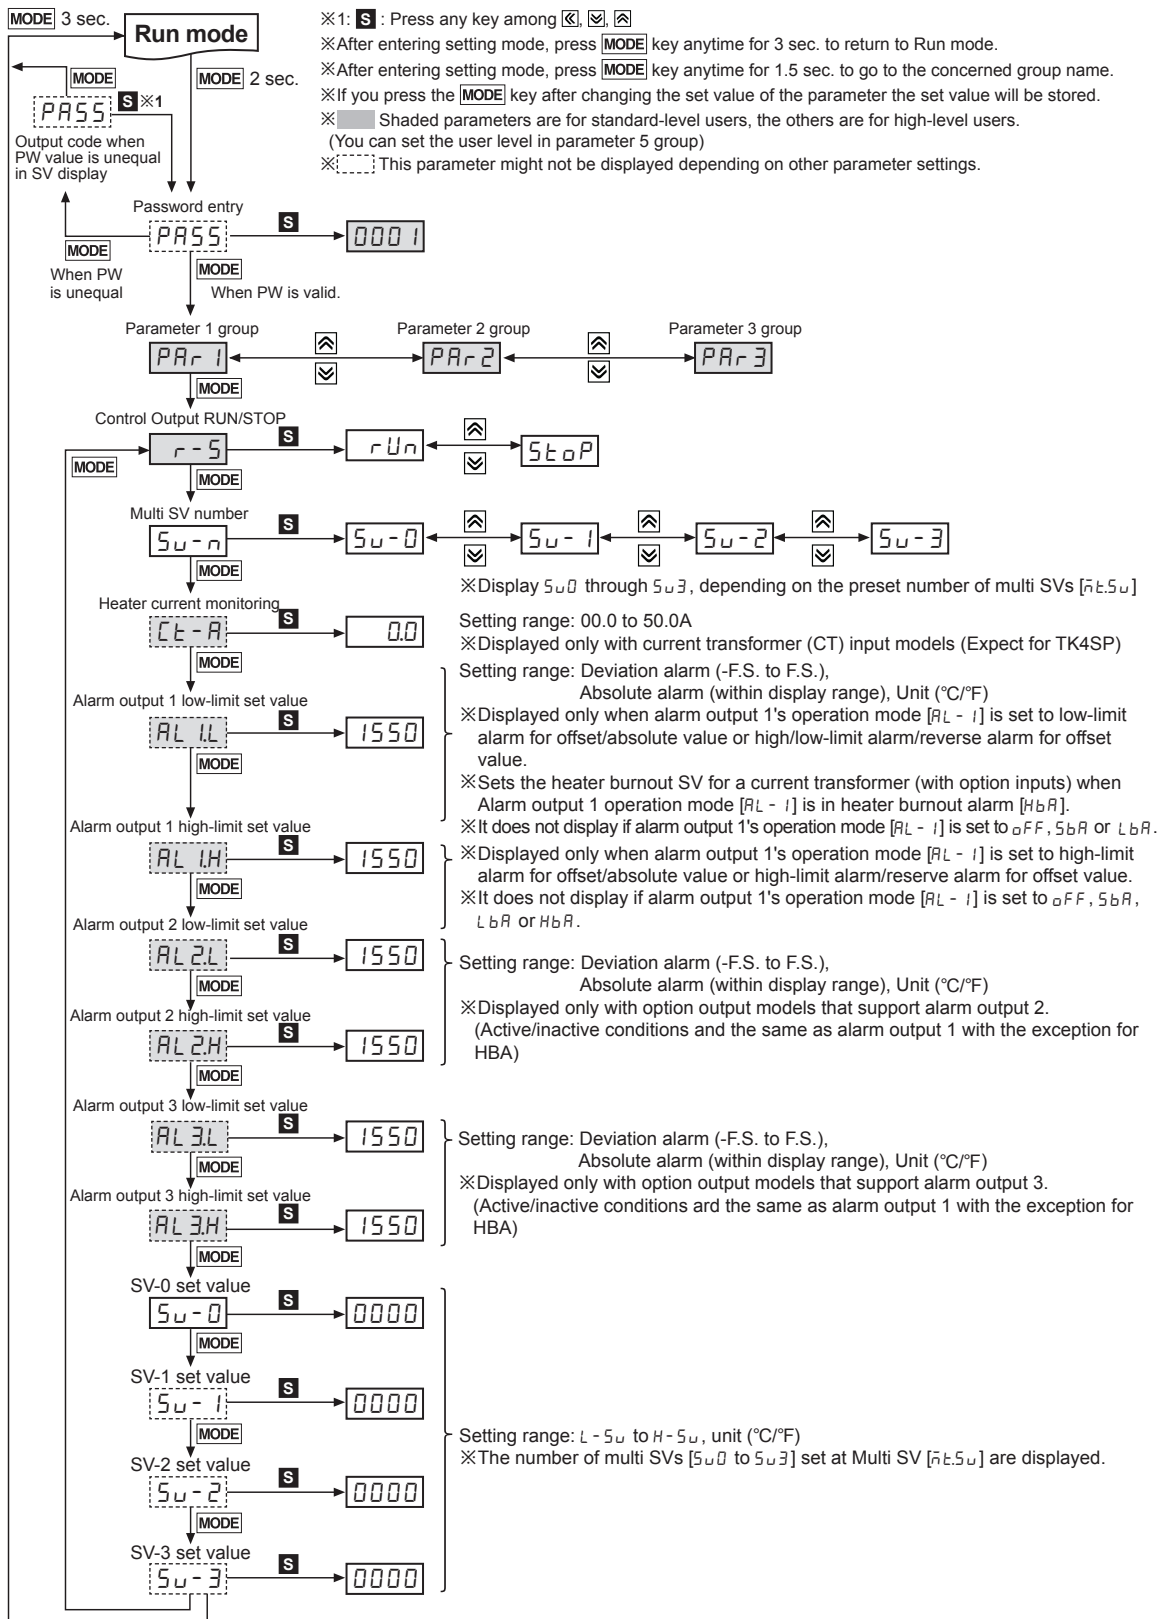 MODE 3 sec.
Run mode
※1: S : Press any key among «, ︾, ︽
※After entering setting mode, press MODE key anytime for 3 sec. to return to Run mode.
※After entering setting mode, press MODE key anytime for 1.5 sec. to go to the concerned group name.
※If you press the MODE key after changing the set value of the parameter the set value will be stored.
※ Shaded parameters are for standard-level users, the others are for high-level users.
(You can set the user level in parameter 5 group)
※ This parameter might not be displayed depending on other parameter settings.
MODE
MODE 2 sec.
PASS
S ※1
Output code when
PW value is unequal
in SV display
Password entry
PASS
S
0001
MODE
When PW
is unequal
MODE
When PW is valid.
Parameter 1 group
Parameter 2 group
Parameter 3 group
PAr1
PAr2
PAr3
MODE
Control Output RUN/STOP
r-S
S
rUn
StoP
MODE
MODE
Multi SV number
Su-n
S
Su-0
Su-1
Su-2
Su-3
MODE
※Display Su0 through Su3, depending on the preset number of multi SVs [mt.Su]
Heater current monitoring
Ct-A
S
0.0
Setting range: 00.0 to 50.0A
※Displayed only with current transformer (CT) input models (Expect for TK4SP)
MODE
Alarm output 1 low-limit set value
AL1.L
S
1550
MODE
Setting range: Deviation alarm (-F.S. to F.S.),
Absolute alarm (within display range), Unit (℃/℉)
※Displayed only when alarm output 1's operation mode [AL-1] is set to low-limit
alarm for offset/absolute value or high/low-limit alarm/reverse alarm for offset
value.
※Sets the heater burnout SV for a current transformer (with option inputs) when
Alarm output 1 operation mode [AL-1] is in heater burnout alarm [HbA].
※It does not display if alarm output 1's operation mode [AL-1] is set to oFF, SbA or LbA.
Alarm output 1 high-limit set value
AL1.H
S
1550
MODE
※Displayed only when alarm output 1's operation mode [AL-1] is set to high-limit
alarm for offset/absolute value or high-limit alarm/reserve alarm for offset value.
※It does not display if alarm output 1's operation mode [AL-1] is set to oFF, SbA,
LbA or HbA.
Alarm output 2 low-limit set value
AL2.L
S
1550
MODE
Alarm output 2 high-limit set value
AL2.H
S
1550
MODE
Setting range: Deviation alarm (-F.S. to F.S.),
Absolute alarm (within display range), Unit (℃/℉)
※Displayed only with option output models that support alarm output 2.
(Active/inactive conditions and the same as alarm output 1 with the exception for
HBA)
Alarm output 3 low-limit set value
AL3.L
S
1550
MODE
Alarm output 3 high-limit set value
AL3.H
S
1550
MODE
Setting range: Deviation alarm (-F.S. to F.S.),
Absolute alarm (within display range), Unit (℃/℉)
※Displayed only with option output models that support alarm output 3.
(Active/inactive conditions ard the same as alarm output 1 with the exception for
HBA)
SV-0 set value
Su-0
S
0000
MODE
SV-1 set value
Su-1
S
0000
MODE
SV-2 set value
Su-2
S
0000
MODE
SV-3 set value
Su-3
S
0000
Setting range: L-Su to H-Su, unit (℃/℉)
※The number of multi SVs [Su0 to Su3] set at Multi SV [mt.Su] are displayed.